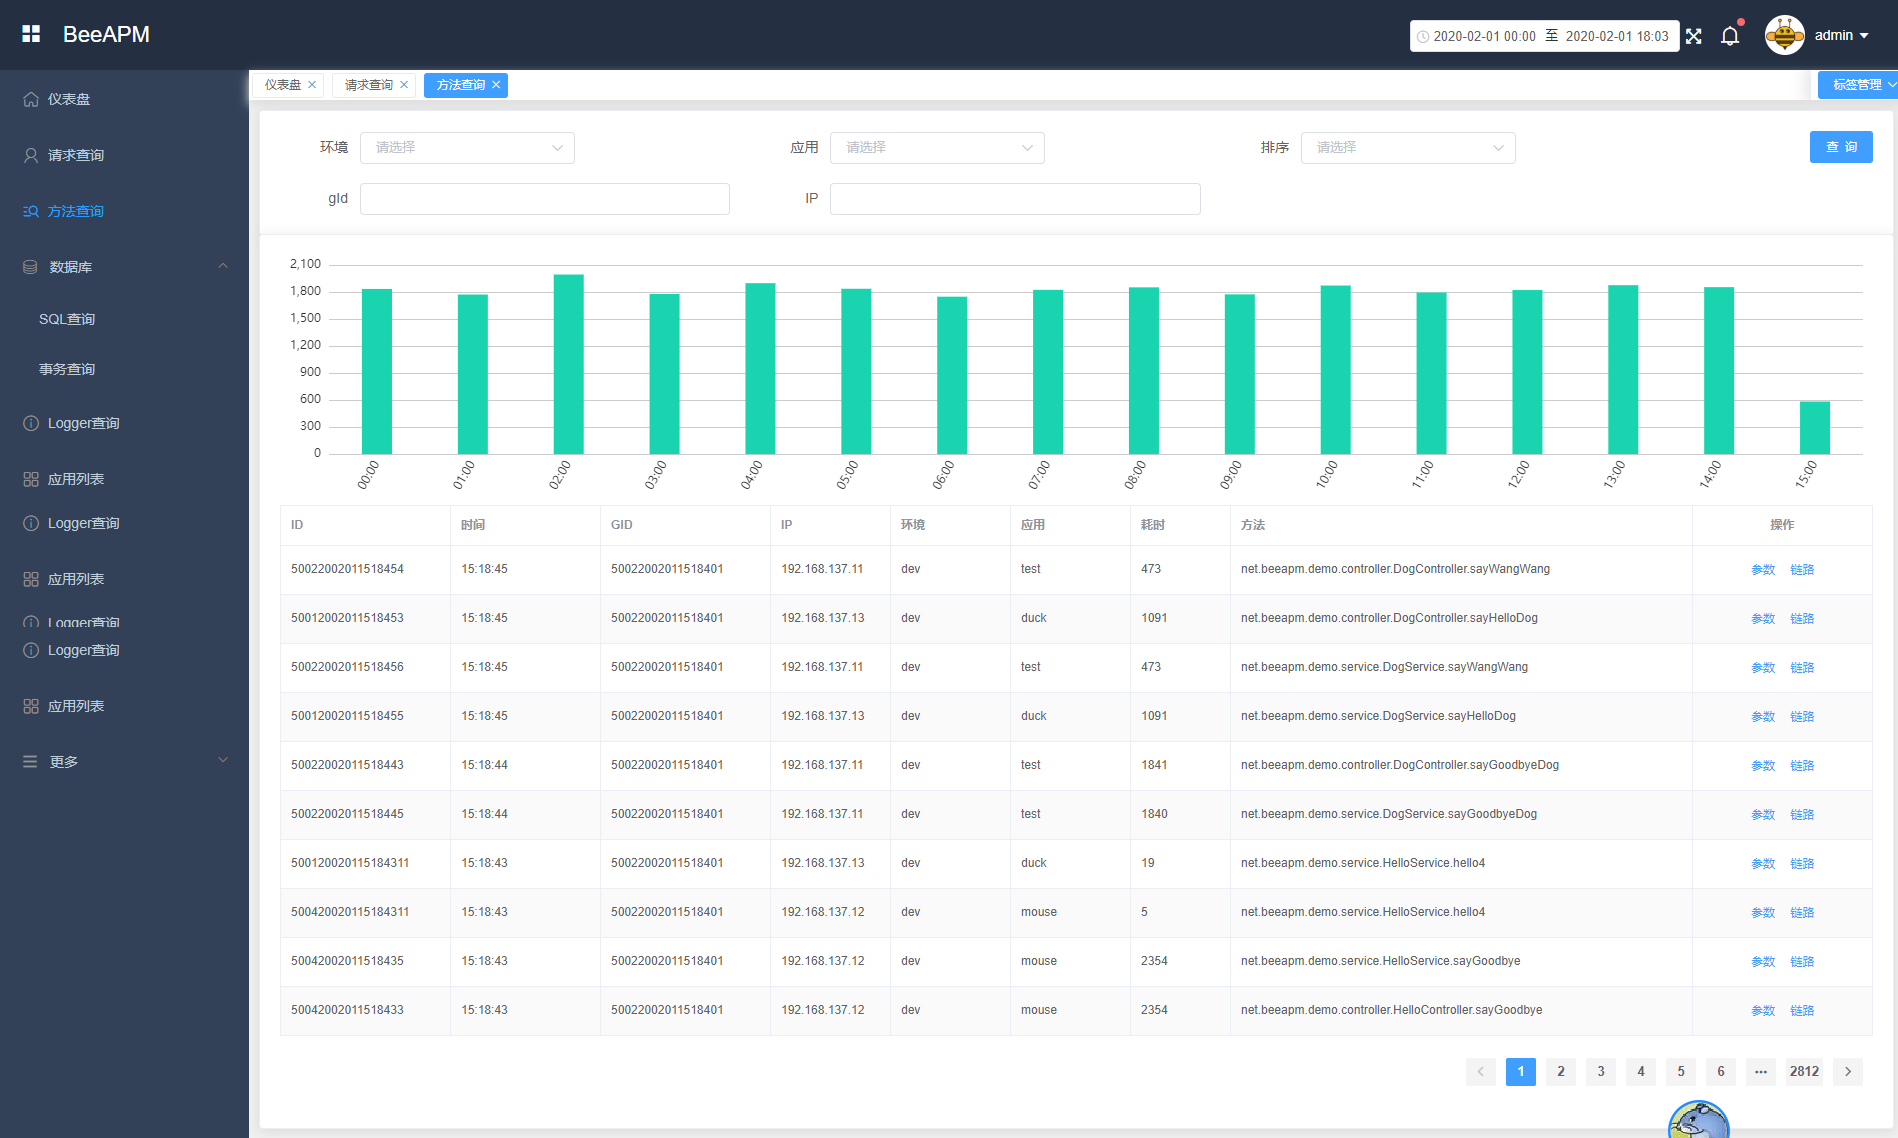 BeeAPM
2020-02-01 00:00 至 2020-02-01 18:03
admin
仪表盘
请求查询
方法查询
数据库
SQL查询
事务查询
Logger查询
应用列表
Logger查询
应用列表
Logger查询
Logger查询
应用列表
更多
仪表盘 请求查询 方法查询 标签管理
环境 请选择 应用 请选择 排序 请选择 查 询
gId IP
2,100
1,800
1,500
1,200
900
600
300
0
00:00 01:00 02:00 03:00 04:00 05:00 06:00 07:00 08:00 09:00 10:00 11:00 12:00 13:00 14:00 15:00
ID 时间 GID IP 环境 应用 耗时 方法 操作
50022002011518454 15:18:45 50022002011518401 192.168.137.11 dev test 473 net.beeapm.demo.controller.DogController.sayWangWang 参数 链路
50012002011518453 15:18:45 50022002011518401 192.168.137.13 dev duck 1091 net.beeapm.demo.controller.DogController.sayHelloDog 参数 链路
50022002011518456 15:18:45 50022002011518401 192.168.137.11 dev test 473 net.beeapm.demo.service.DogService.sayWangWang 参数 链路
50012002011518455 15:18:45 50022002011518401 192.168.137.13 dev duck 1091 net.beeapm.demo.service.DogService.sayHelloDog 参数 链路
50022002011518443 15:18:44 50022002011518401 192.168.137.11 dev test 1841 net.beeapm.demo.controller.DogController.sayGoodbyeDog 参数 链路
50022002011518445 15:18:44 50022002011518401 192.168.137.11 dev test 1840 net.beeapm.demo.service.DogService.sayGoodbyeDog 参数 链路
500120020115184311 15:18:43 50022002011518401 192.168.137.13 dev duck 19 net.beeapm.demo.service.HelloService.hello4 参数 链路
500420020115184311 15:18:43 50022002011518401 192.168.137.12 dev mouse 5 net.beeapm.demo.service.HelloService.hello4 参数 链路
50042002011518435 15:18:43 50022002011518401 192.168.137.12 dev mouse 2354 net.beeapm.demo.service.HelloService.sayGoodbye 参数 链路
50042002011518433 15:18:43 50022002011518401 192.168.137.12 dev mouse 2354 net.beeapm.demo.controller.HelloController.sayGoodbye 参数 链路
1 2 3 4 5 6 ··· 2812